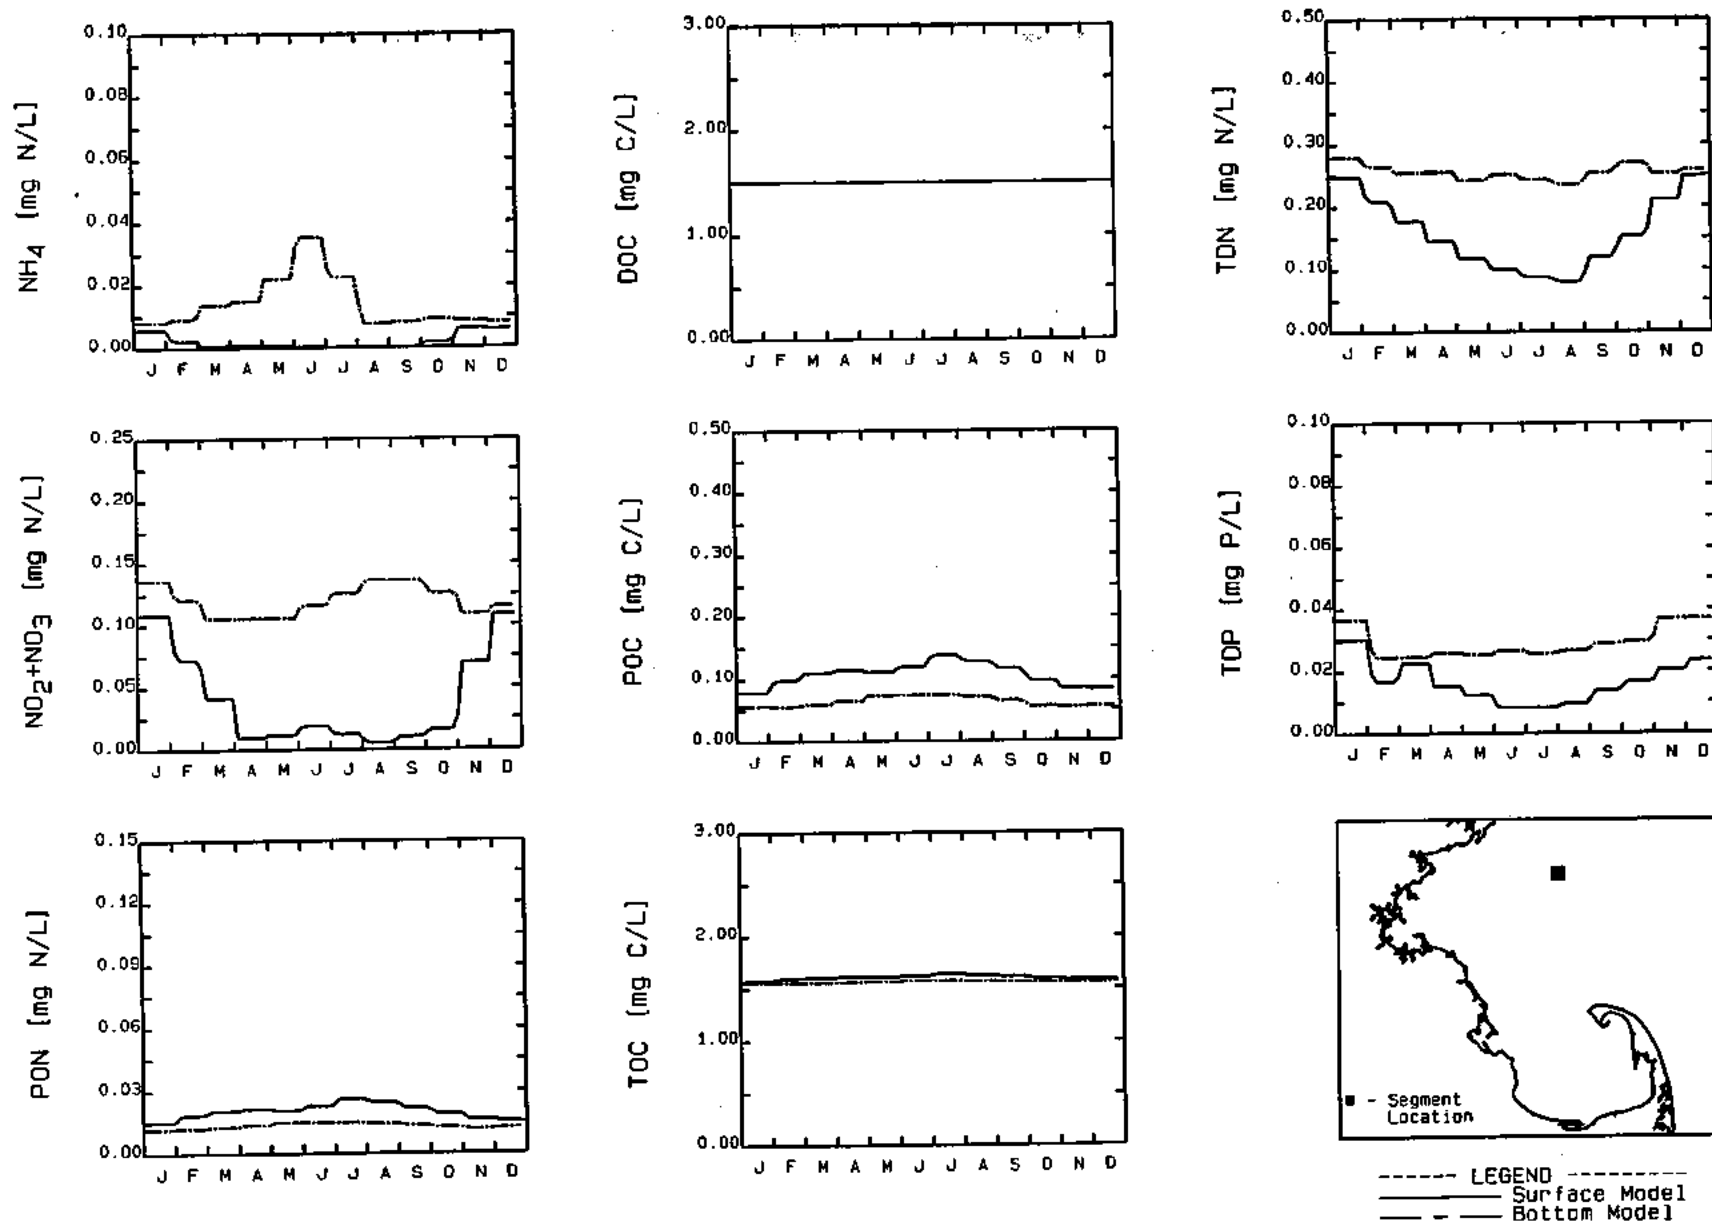 NH4 [mg N/L]
0.10
0.08
0.06
0.04
0.02
0.00
J F M A M J J A S O N D
DOC [mg C/L]
3.00
2.00
1.00
0.00
J F M A M J J A S O N D
TDN [mg N/L]
0.50
0.40
0.30
0.20
0.10
0.00
J F M A M J J A S O N D
NO2+NO3 [mg N/L]
0.25
0.20
0.15
0.10
0.05
0.00
J F M A M J J A S O N D
POC [mg C/L]
0.50
0.40
0.30
0.20
0.10
0.00
J F M A M J J A S O N D
TDP [mg P/L]
0.10
0.08
0.06
0.04
0.02
0.00
J F M A M J J A S O N D
PON [mg N/L]
0.15
0.12
0.09
0.06
0.03
0.00
J F M A M J J A S O N D
TOC [mg C/L]
3.00
2.00
1.00
0.00
J F M A M J J A S O N D
■ - Segment
Location
LEGEND
Surface Model
Bottom Model